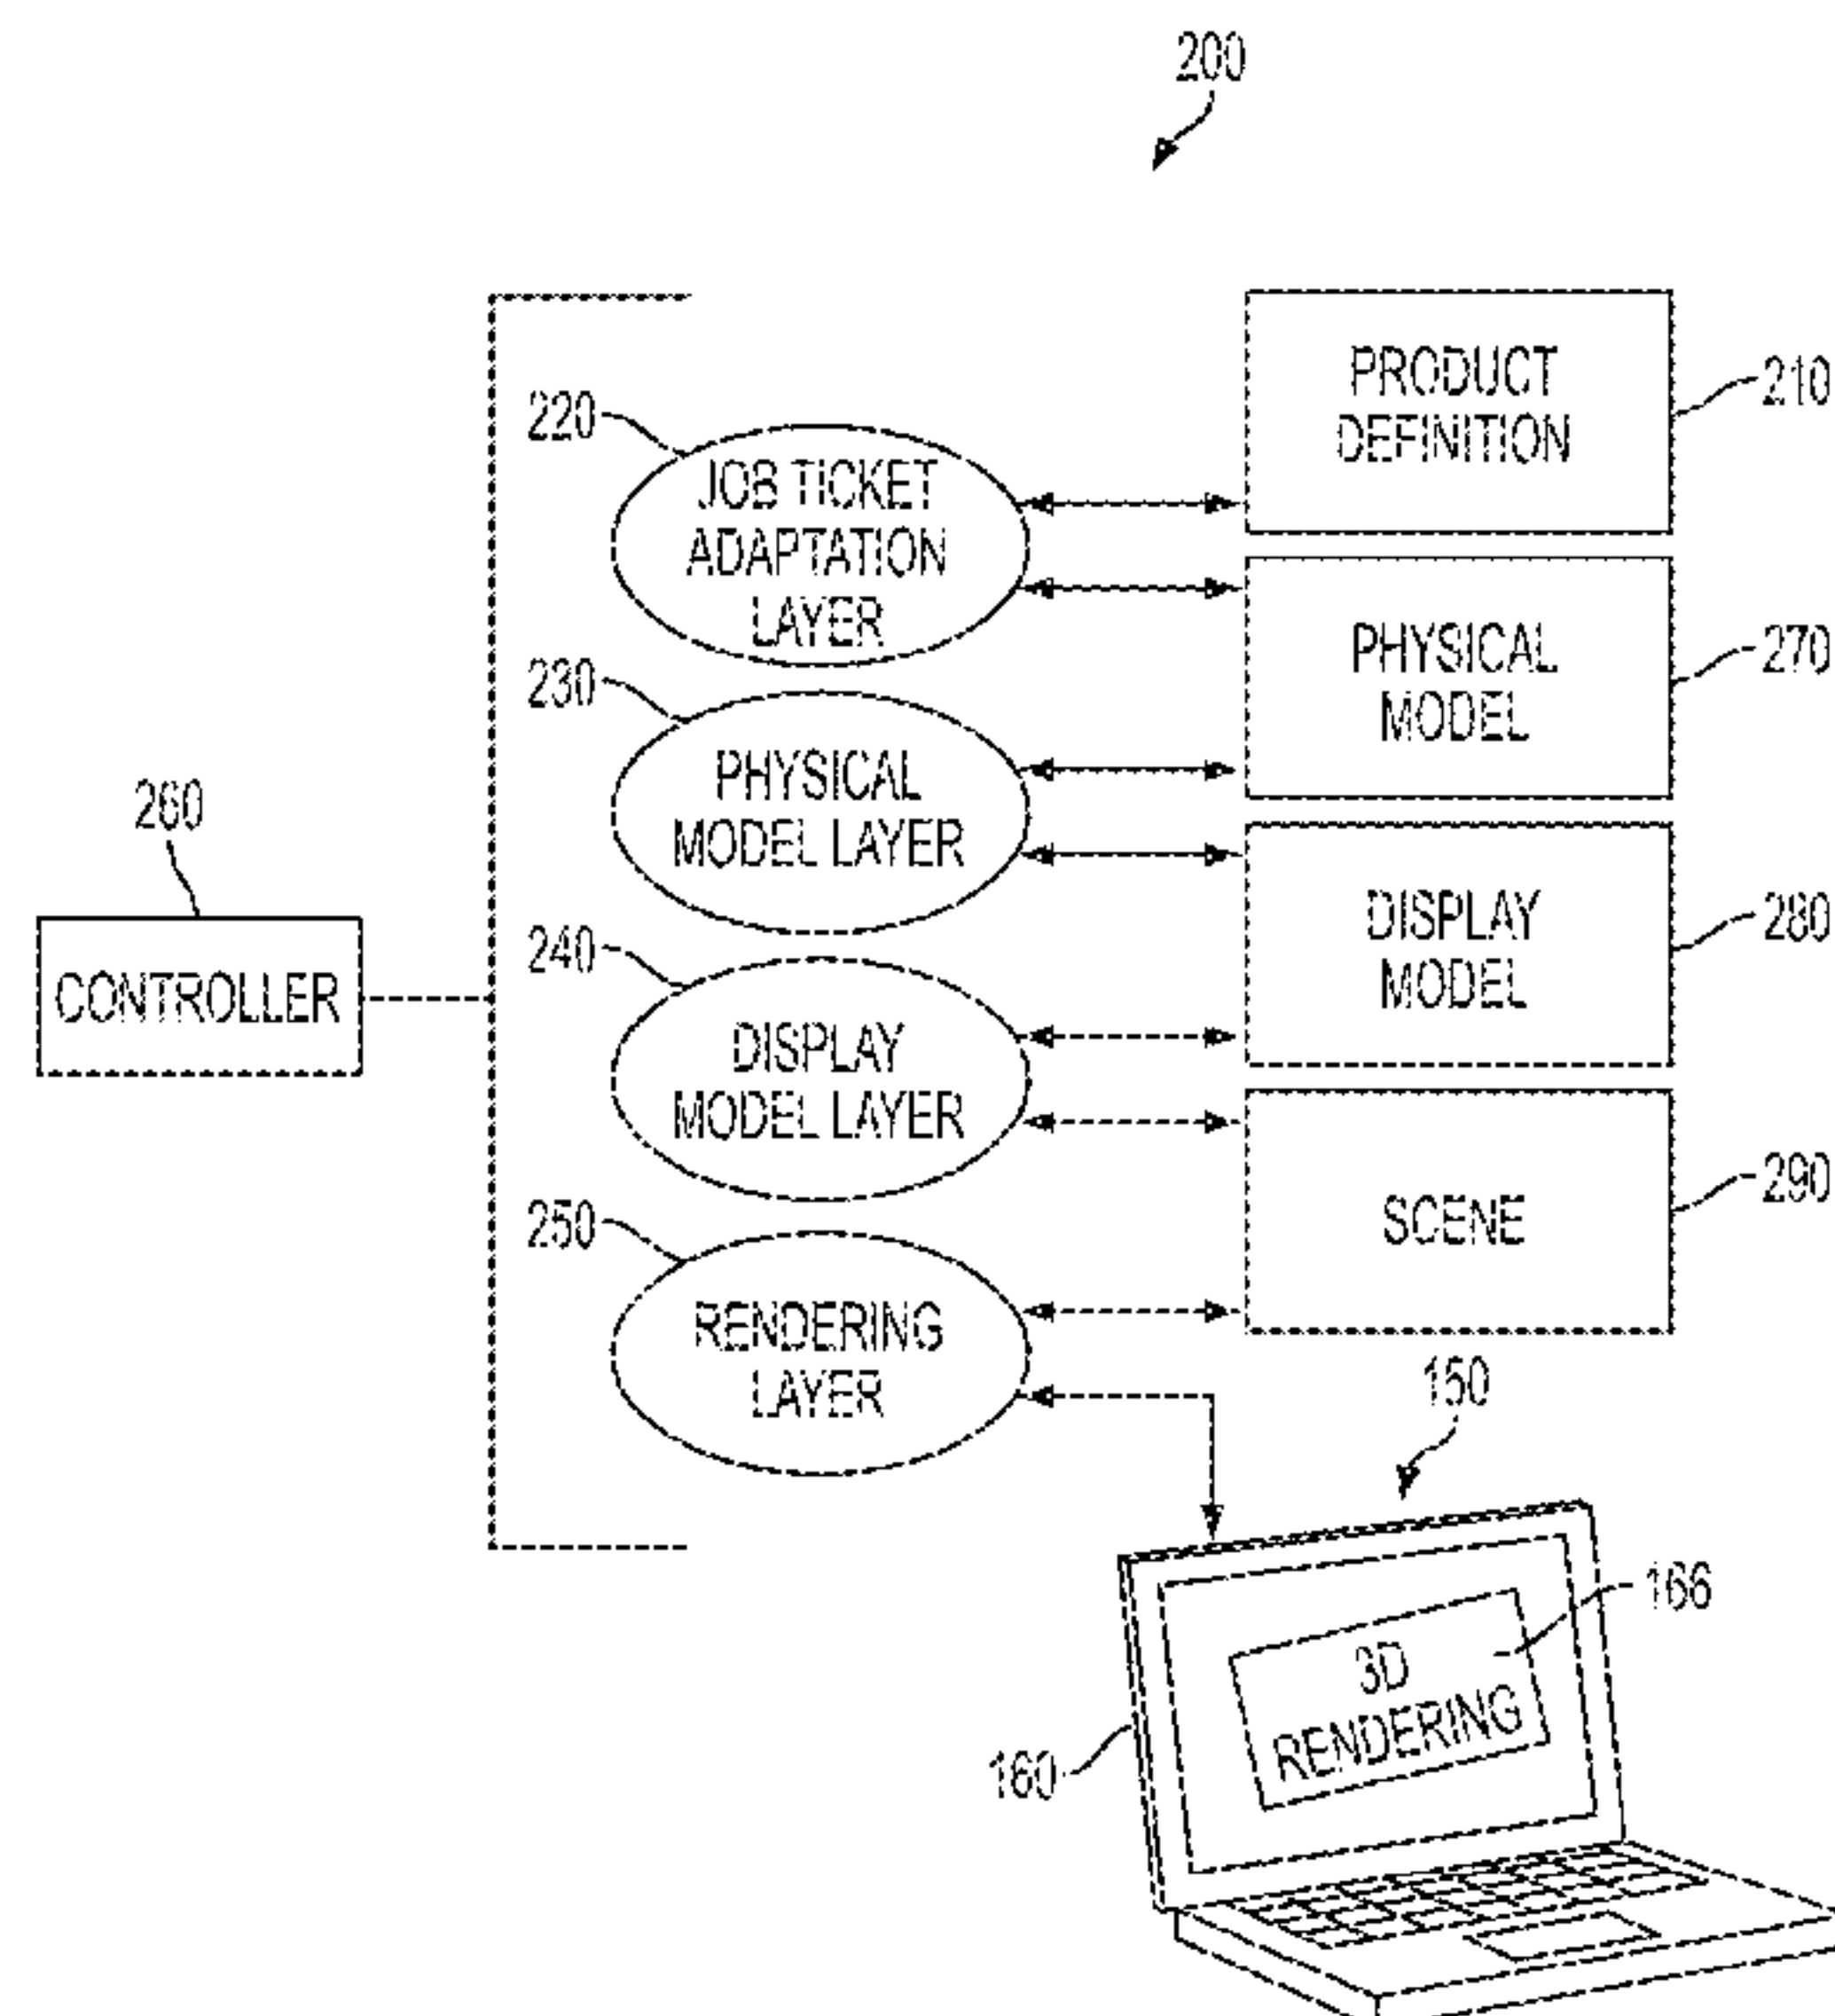 200
PRODUCT
DEFINITION
210
220
JOB TICKET
ADAPTATION
LAYER
PHYSICAL
MODEL
270
230
PHYSICAL
MODEL LAYER
260
CONTROLLER
DISPLAY
MODEL
280
240
DISPLAY
MODEL LAYER
SCENE
290
250
RENDERING
LAYER
150
166
3D
RENDERING
160